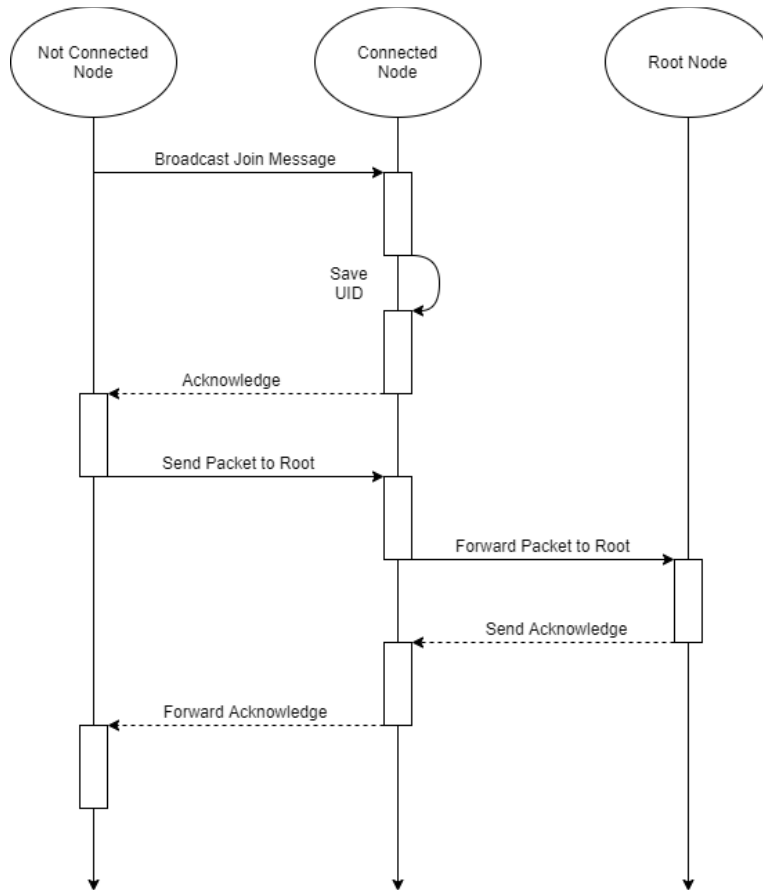 Not Connected
Node
Connected
Node
Root Node
Broadcast Join Message
Save
UID
Acknowledge
Send Packet to Root
Forward Packet to Root
Send Acknowledge
Forward Acknowledge